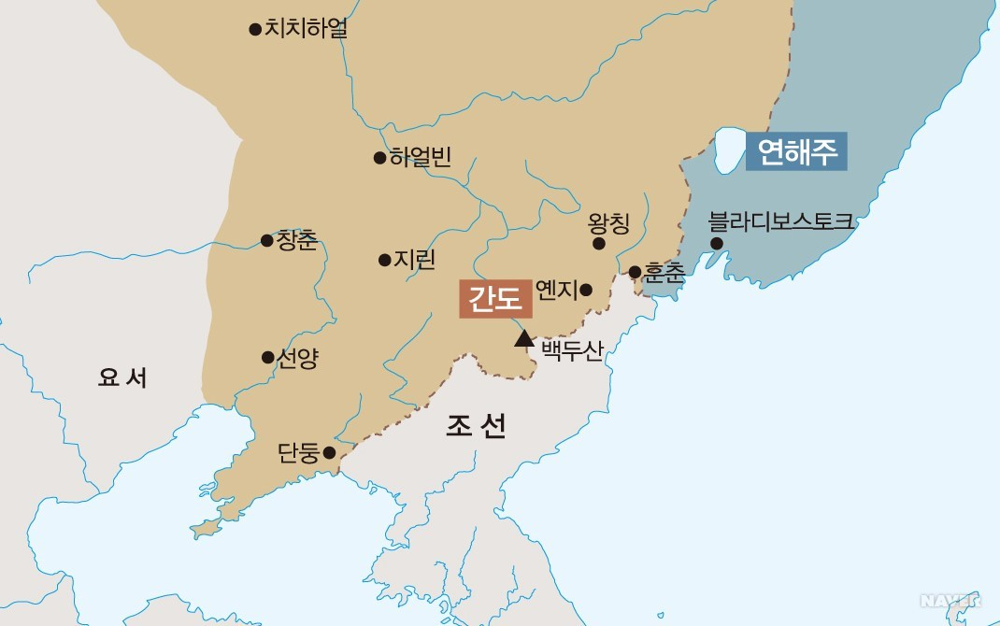 치치하얼
연해주
하얼빈
블라디보스토크
왕칭
창춘
지린
훈춘
간도
옌지
백두산
선양
요서
조선
단둥
NAVER